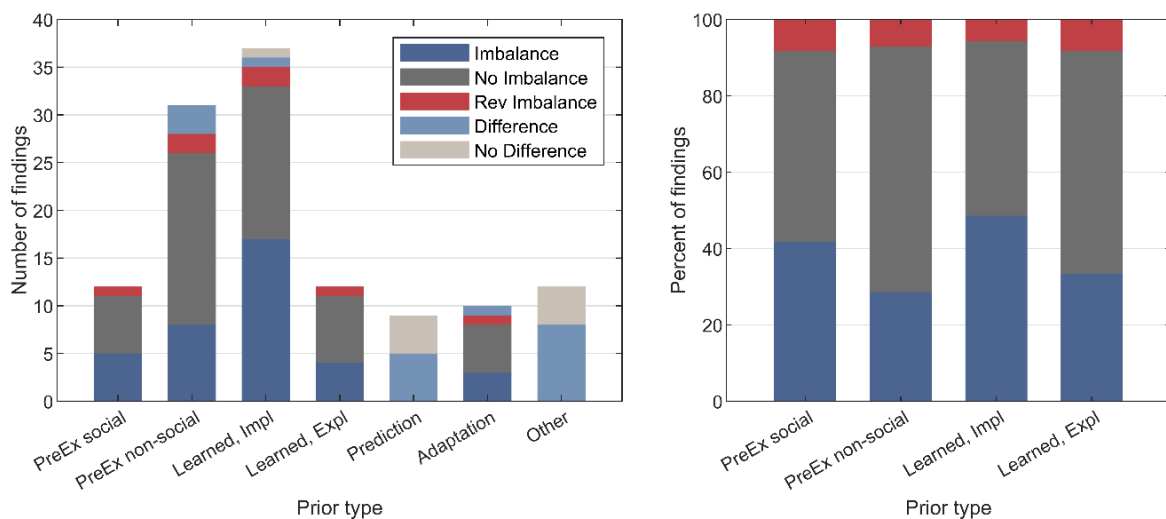 Number of findings
40
35
30
25
20
15
10
5
0
Imbalance
No Imbalance
Rev Imbalance
Difference
No Difference
PreEx social
PreEx non-social
Learned, Impl
Learned, Expl
Prediction
Adaptation
Other
Prior type
Percent of findings
100
80
60
40
20
0
PreEx social
PreEx non-social
Learned, Impl
Learned, Expl
Prior type